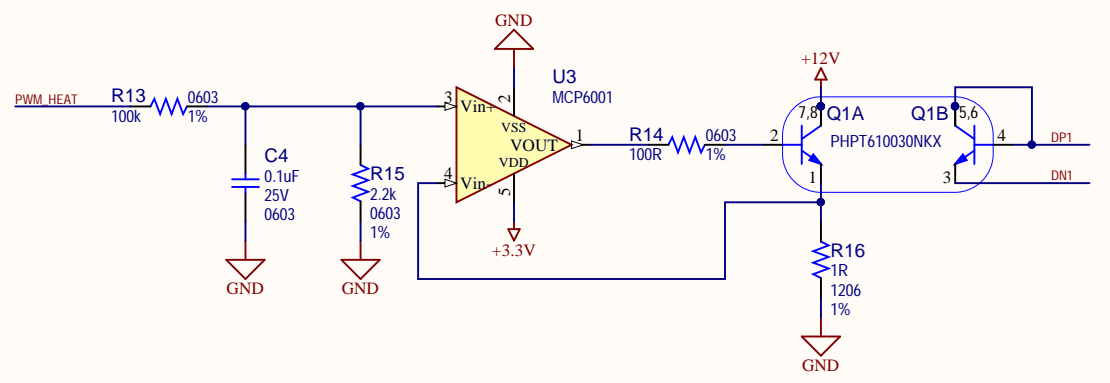 GND
+12V
U3
MCP6001
PWM_HEAT
R13
0603
100k
1%
3
Vin+
2
VSS
VOUT
1
VDD
4
Vin-
5
+3.3V
R14
0603
100R
1%
7,8
Q1A
Q1B
5,6
PHPT610030NKX
2
4
DP1
1
3
DN1
C4
0.1uF
25V
0603
R15
2.2k
0603
1%
R16
1R
1206
1%
GND
GND
GND